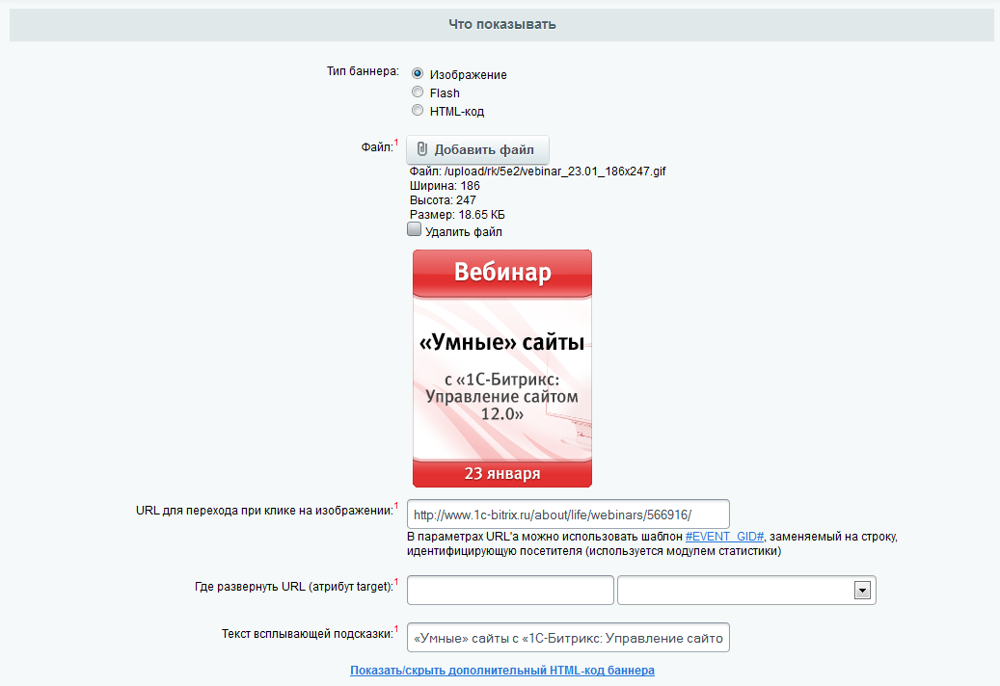 Что показывать
Тип баннера:
Изображение
Flash
HTML-код
Файл:1
Добавить файл
Файл: /upload/rk/5e2/vebinar_23.01_186x247.gif
Ширина: 186
Высота: 247
Размер: 18.65 КБ
Удалить файл
Вебинар
«Умные» сайты
с «1С-Битрикс:
Управление сайтом
12.0»
23 января
URL для перехода при клике на изображении:1
http://www.1c-bitrix.ru/about/life/webinars/566916/
В параметрах URL'а можно использовать шаблон #EVENT_GID#, заменяемый на строку,
идентифицирующую посетителя (используется модулем статистики)
Где развернуть URL (атрибут target):1
Текст всплывающей подсказки:1
«Умные» сайты с «1С-Битрикс: Управление сайто
Показать/скрыть дополнительный HTML-код баннера